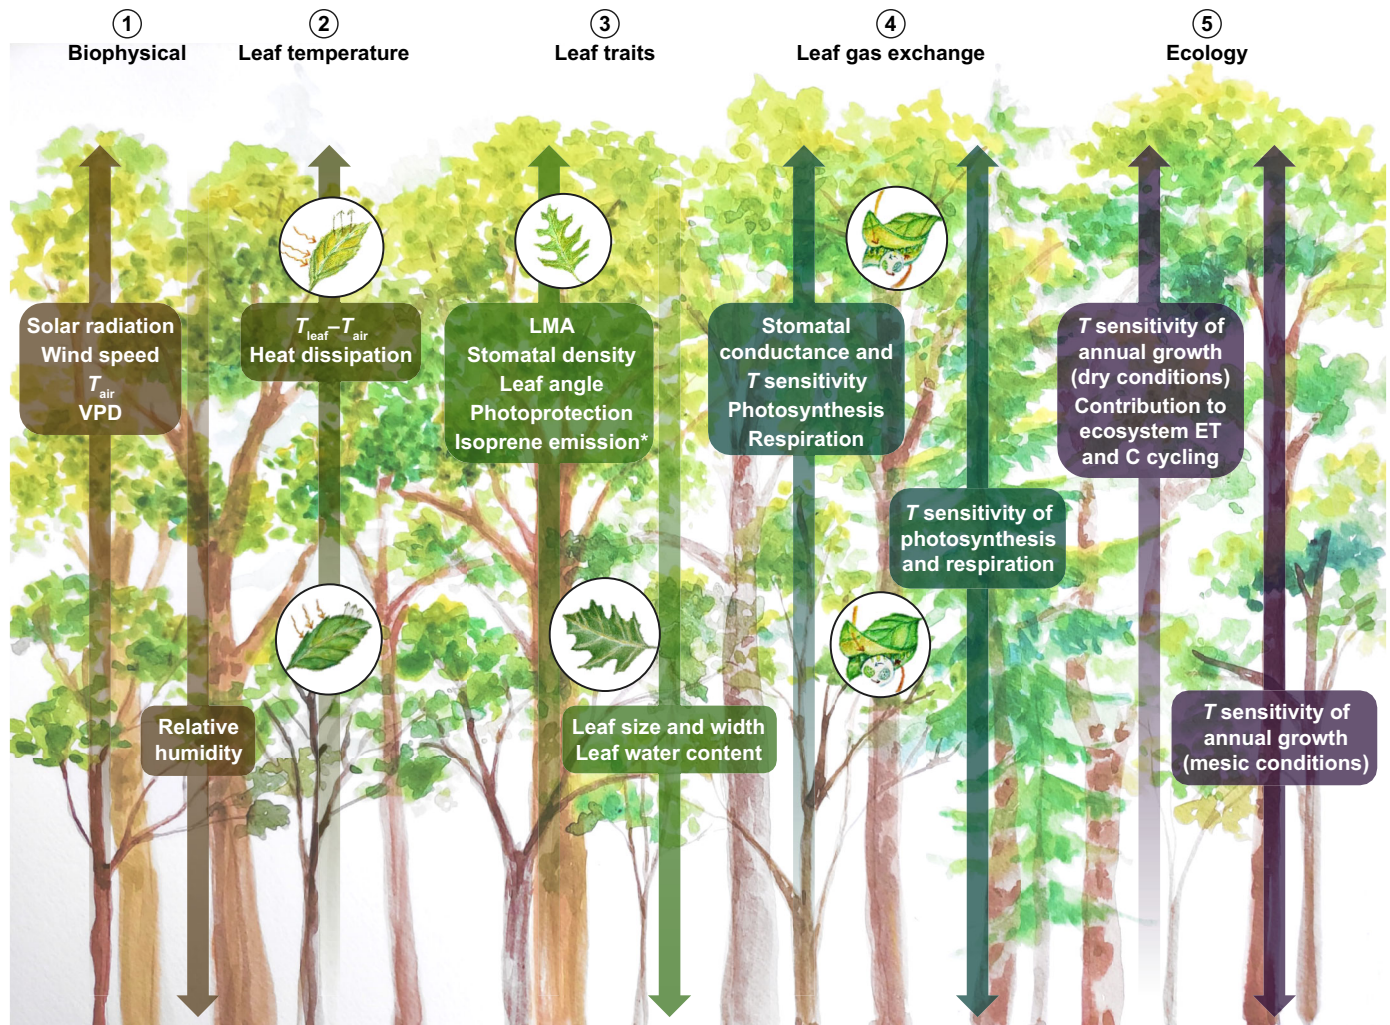 1
Biophysical
2
Leaf temperature
3
Leaf traits
4
Leaf gas exchange
5
Ecology
Solar radiation
Wind speed
Tair
VPD
Relative
humidity
Tleaf–Tair
Heat dissipation
LMA
Stomatal density
Leaf angle
Photoprotection
Isoprene emission*
Leaf size and width
Leaf water content
Stomatal
conductance and
T sensitivity
Photosynthesis
Respiration
T sensitivity of
photosynthesis
and respiration
T sensitivity of
annual growth
(dry conditions)
Contribution to
ecosystem ET
and C cycling
T sensitivity of
annual growth
(mesic conditions)